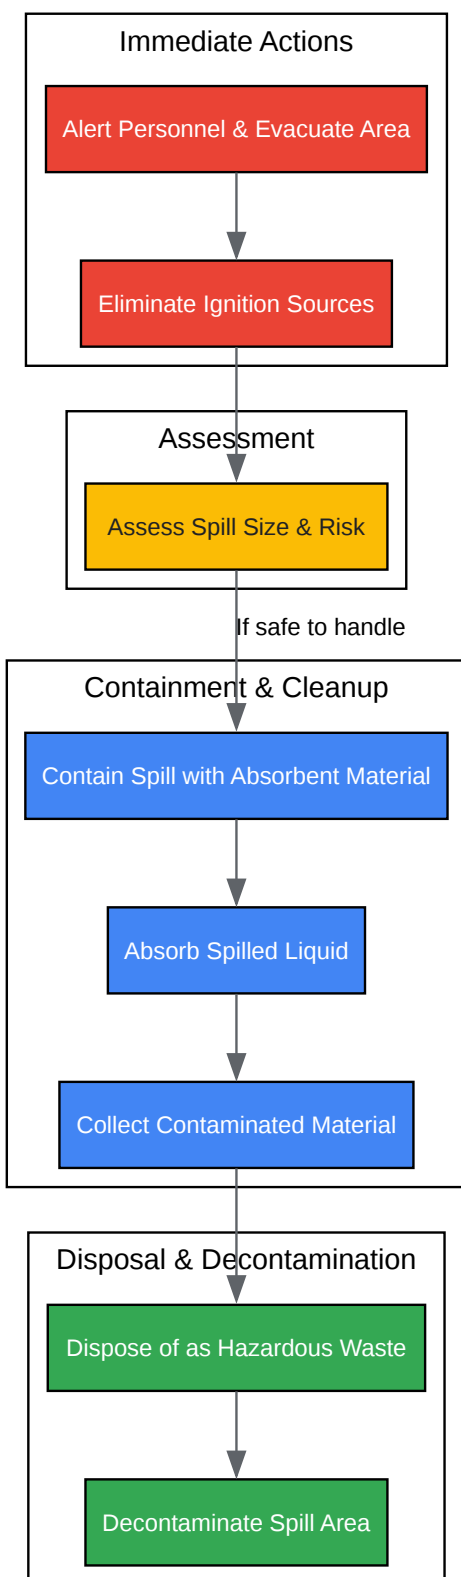 Immediate Actions
Alert Personnel & Evacuate Area
Eliminate Ignition Sources
Assessment
Assess Spill Size & Risk
If safe to handle
Containment & Cleanup
Contain Spill with Absorbent Material
Absorb Spilled Liquid
Collect Contaminated Material
Disposal & Decontamination
Dispose of as Hazardous Waste
Decontaminate Spill Area